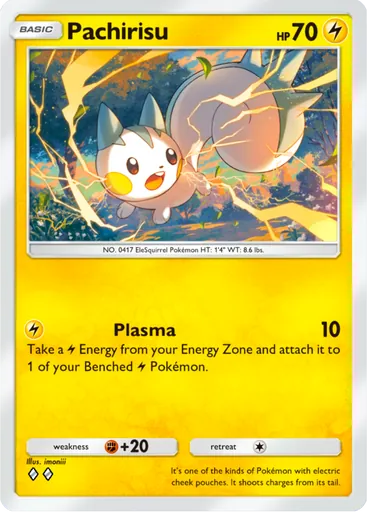 BASIC Pachirisu HP 70
NO. 0417 EleSquirrel Pokémon HT: 1'4" WT: 8.6 lbs.
Plasma 10
Take a Energy from your Energy Zone and attach it to
1 of your Benched Pokémon.
weakness +20 retreat
Illus. imoniii
It's one of the kinds of Pokémon with electric
cheek pouches. It shoots charges from its tail.